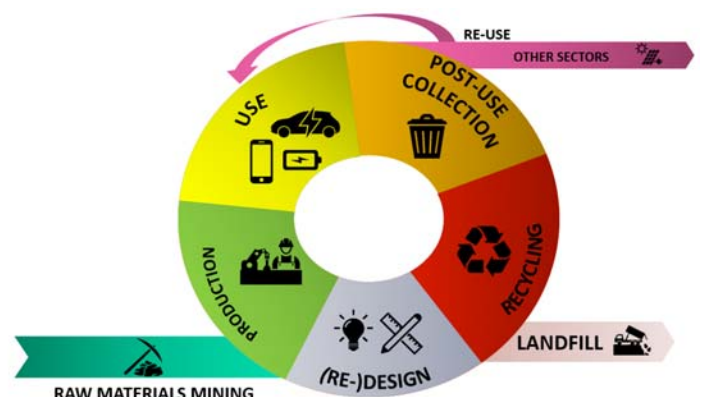 RE-USE
OTHER SECTORS
POST-USE
COLLECTION
USE
RECYCLING
PRODUCTION
(RE-)DESIGN
LANDFILL
RAW MATERIALS MINING